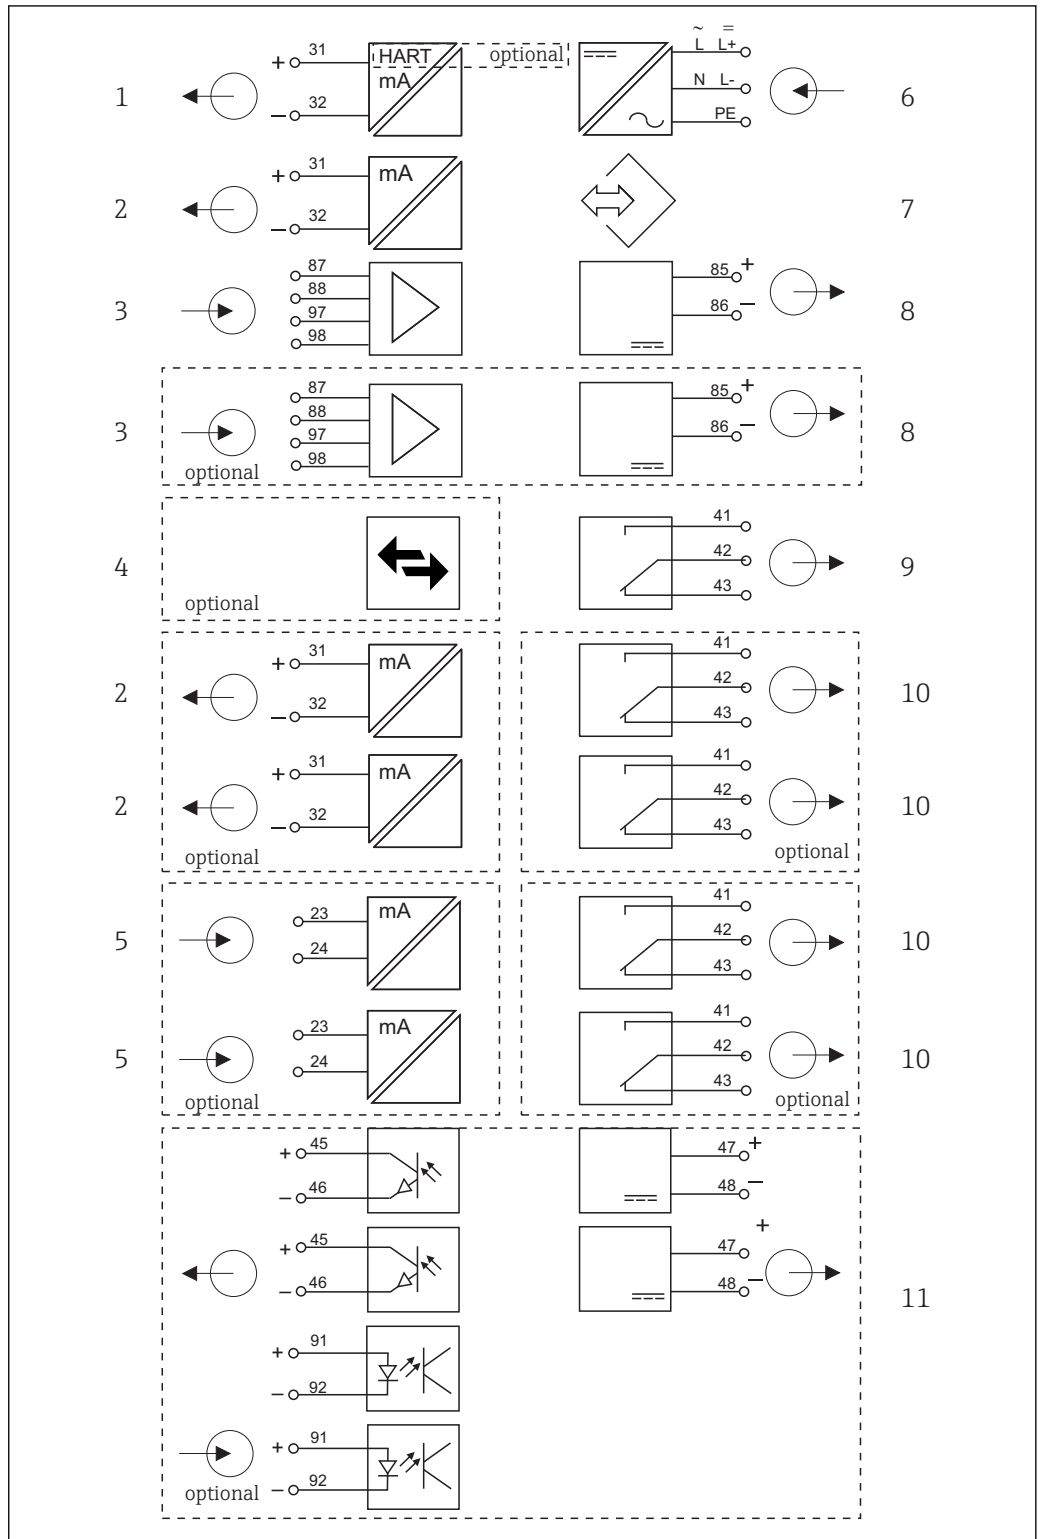 ~ =
31 HART optional L L+
+
1 mA N L- 6
32
− PE
31 mA
+
2 32 7
−
87
88 85 +
3 97 86 − 8
98
87
88 85 +
3 97 86 − 8
98
optional
41
4 42 9
optional 43
31 mA 41
+
2 32 42 10
− 43
31 mA 41
+
2 32 42 10
− 43
optional optional
23 mA 41
5 24 42 10
43
23 mA 41
5 24 42 10
43
optional optional
+ 45 47 +
− 46 48 −
+ 45 47 +
− 46 48 −
11
+ 91
− 92
+ 91
optional − 92